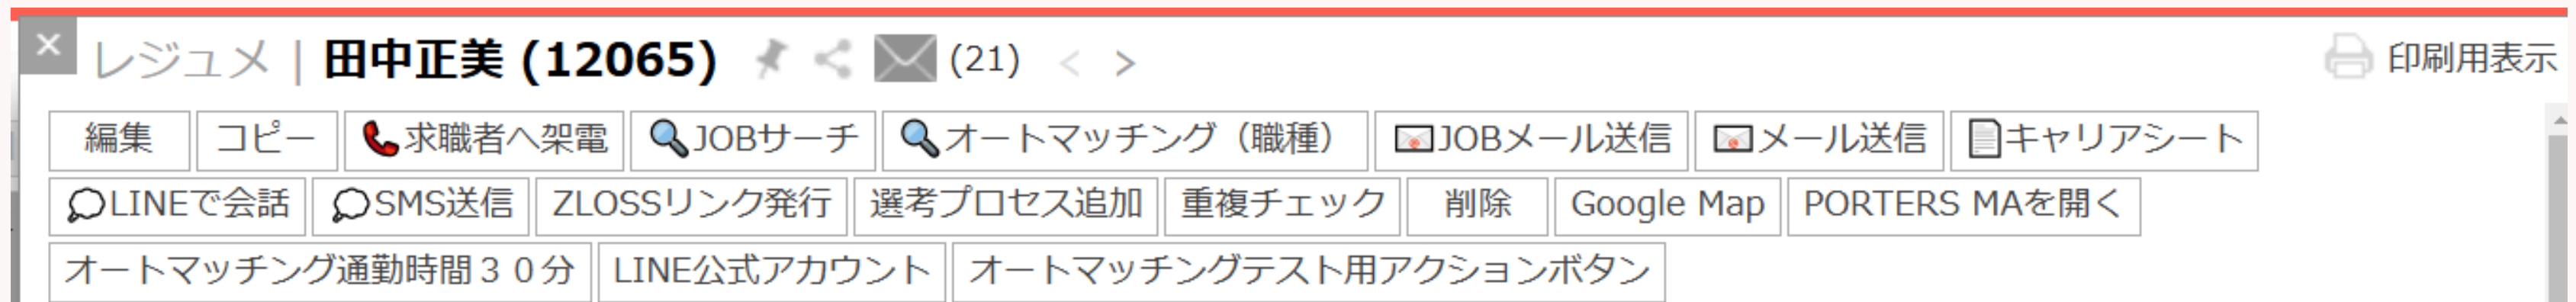 レジュメ | 田中正美 (12065) (21) < > 印刷用表示
編集 コピー 求職者へ架電 JOBサーチ オートマッチング（職種） JOBメール送信 メール送信 キャリアシート
LINEで会話 SMS送信 ZLOSSリンク発行 選考プロセス追加 重複チェック 削除 Google Map PORTERS MAを開く
オートマッチング通勤時間３０分 LINE公式アカウント オートマッチングテスト用アクションボタン